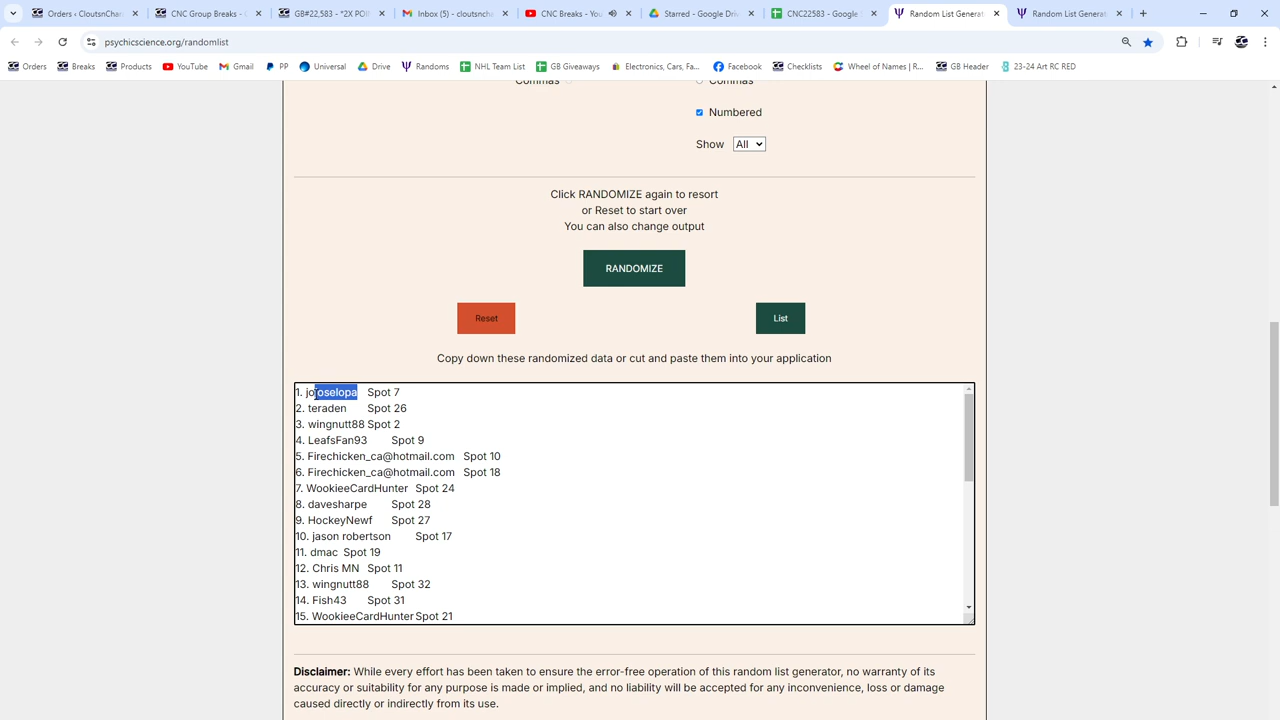 Orders ‹ CloutsnChara
CNC Group Breaks - G
GB#22,583 - *2X POIN
Inbox (5) - cloutsnch
CNC Breaks - You
Starred - Google Driv
CNC22583 - Google S
Random List Generat
Random List Generato
psychicscience.org/randomlist
Orders Breaks Products YouTube Gmail PP Universal Drive Randoms NHL Team List GB Giveaways Electronics, Cars, Fa... Facebook Checklists Wheel of Names | R... GB Header 23-24 Art RC RED
Commas Commas
Numbered
Show All
Click RANDOMIZE again to resort
or Reset to start over
You can also change output
RANDOMIZE
Reset List
Copy down these randomized data or cut and paste them into your application
1. jojoselopa Spot 7
2. teraden Spot 26
3. wingnutt88 Spot 2
4. LeafsFan93 Spot 9
5. Firechicken_ca@hotmail.com Spot 10
6. Firechicken_ca@hotmail.com Spot 18
7. WookieeCardHunter Spot 24
8. davesharpe Spot 28
9. HockeyNewf Spot 27
10. jason robertson Spot 17
11. dmac Spot 19
12. Chris MN Spot 11
13. wingnutt88 Spot 32
14. Fish43 Spot 31
15. WookieeCardHunter Spot 21
Disclaimer: While every effort has been taken to ensure the error-free operation of this random list generator, no warranty of its
accuracy or suitability for any purpose is made or implied, and no liability will be accepted for any inconvenience, loss or damage
caused directly or indirectly from its use.